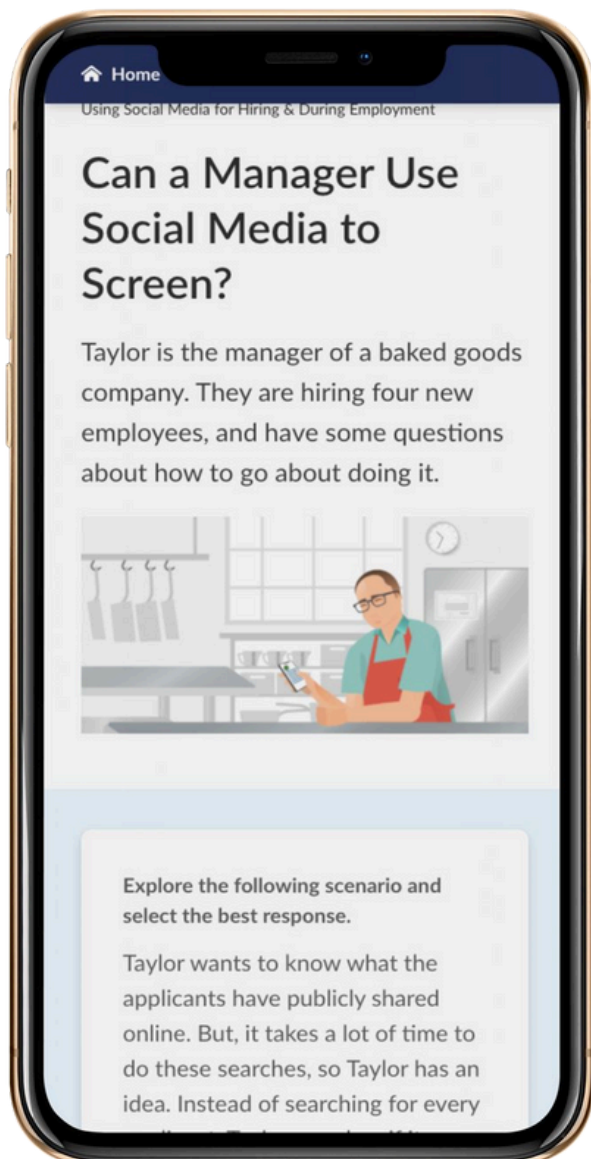 Home
Using Social Media for Hiring & During Employment
Can a Manager Use
Social Media to
Screen?
Taylor is the manager of a baked goods
company. They are hiring four new
employees, and have some questions
about how to go about doing it.
Explore the following scenario and
select the best response.
Taylor wants to know what the
applicants have publicly shared
online. But, it takes a lot of time to
do these searches, so Taylor has an
idea. Instead of searching for every